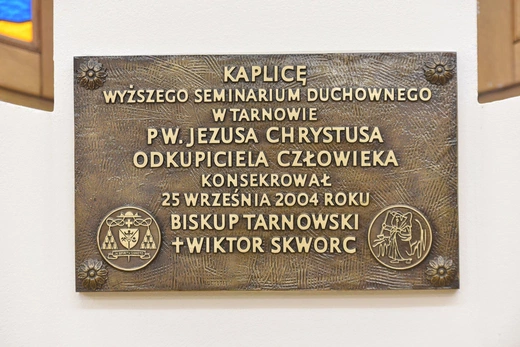 KAPLICĘ
WYŻSZEGO SEMINARIUM DUCHOWNEGO
W TARNOWIE
P.W. JEZUSA CHRYSTUSA
ODKUPICIELA CZŁOWIEKA
KONSEKROWAŁ
25 WRZEŚNIA 2004 ROKU
BISKUP TARNOWSKI
✝WIKTOR SKWORC